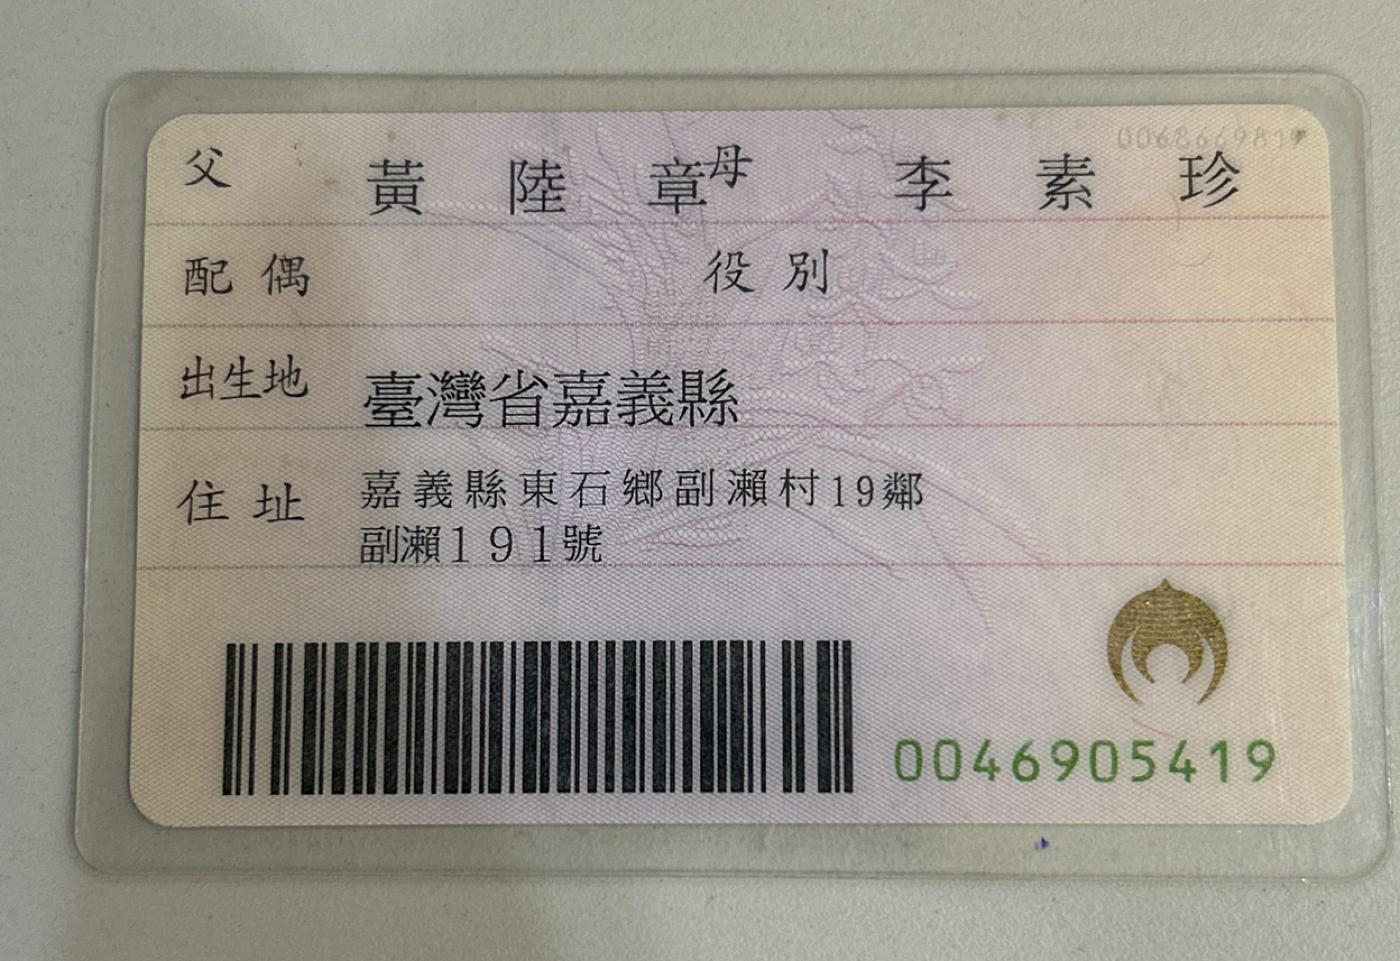 0068669819
父 黃陸章 母 李素珍
配偶 役別
出生地 臺灣省嘉義縣
住址 嘉義縣東石鄉副瀨村19鄰
副瀨191號
0046905419